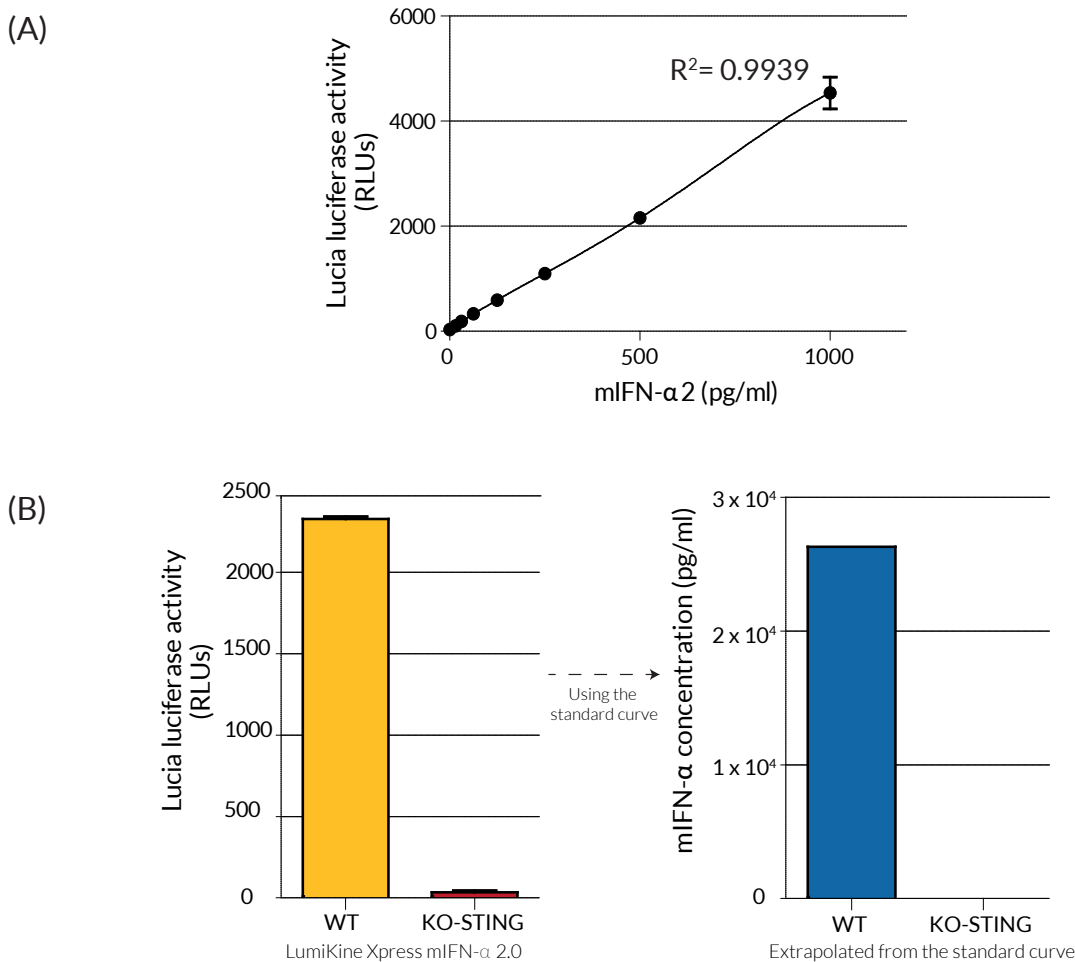 (A)
6000
4000
2000
0
Lucia luciferase activity
(RLUs)
R²= 0.9939
0
500
1000
mIFN-α2 (pg/ml)
(B)
2500
2000
1500
1000
500
0
Lucia luciferase activity
(RLUs)
WT
KO-STING
LumiKine Xpress mIFN-α 2.0
Using the
standard curve
3 x 10⁴
2 x 10⁴
1 x 10⁴
0
mIFN-α concentration (pg/ml)
WT
KO-STING
Extrapolated from the standard curve